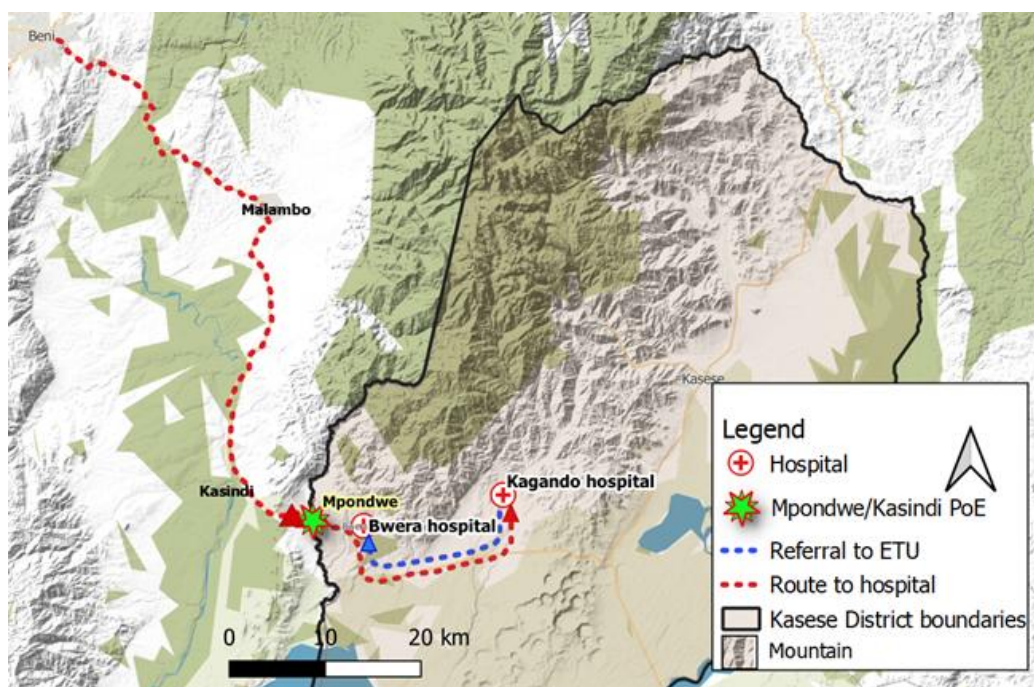 Beni
Malambo
Kasese
Kasindi
Mpondwe
Kagando hospital
Bwera hospital
0 10 20 km
Legend
Hospital
Mpondwe/Kasindi PoE
Referral to ETU
Route to hospital
Kasese District boundaries
Mountain